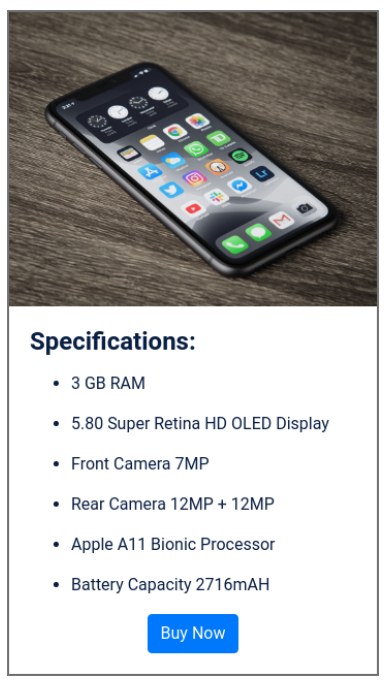 Specifications:
3 GB RAM
5.80 Super Retina HD OLED Display
Front Camera 7MP
Rear Camera 12MP + 12MP
Apple A11 Bionic Processor
Battery Capacity 2716mAH
Buy Now